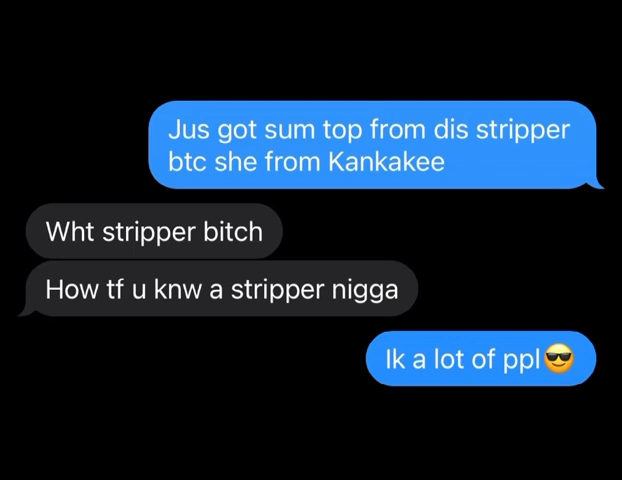 Jus got sum top from dis stripper
btc she from Kankakee
Wht stripper bitch
How tf u knw a stripper nigga
Ik a lot of ppl😎